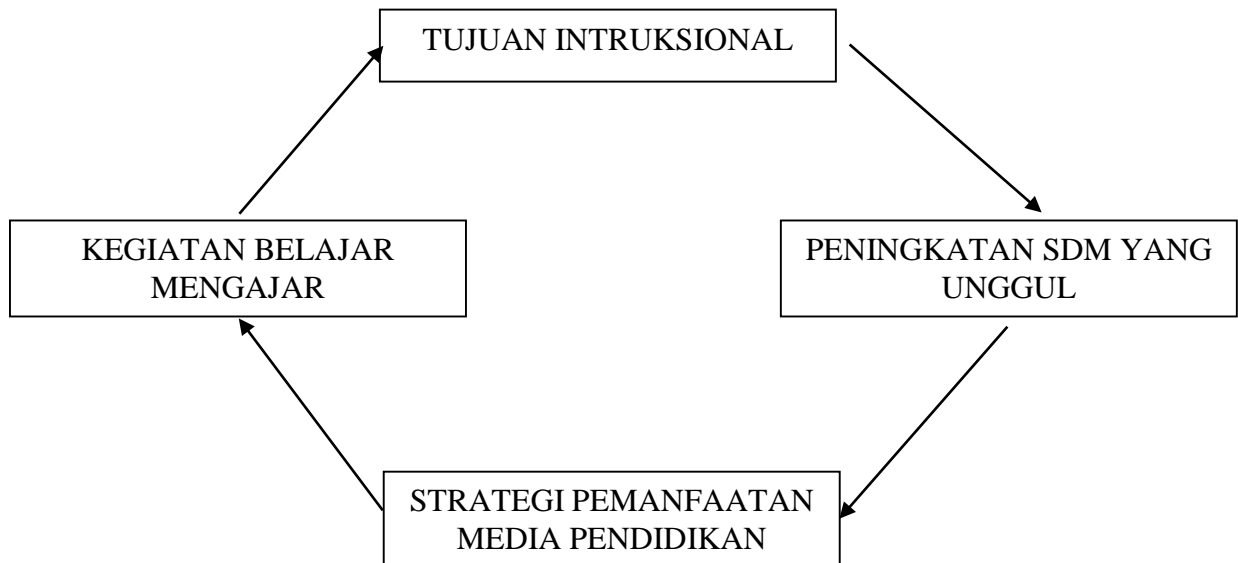 TUJUAN INTRUKSIONAL
KEGIATAN BELAJAR
MENGAJAR
PENINGKATAN SDM YANG
UNGGUL
STRATEGI PEMANFAATAN
MEDIA PENDIDIKAN